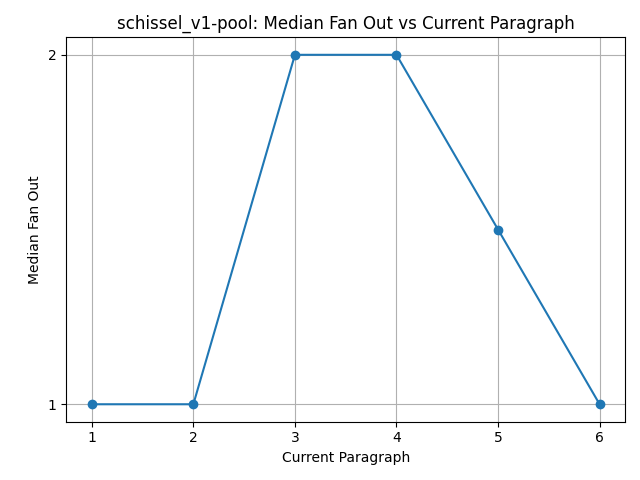 schissel_v1-pool: Median Fan Out vs Current Paragraph
2
1
Median Fan Out
1 2 3 4 5 6
Current Paragraph